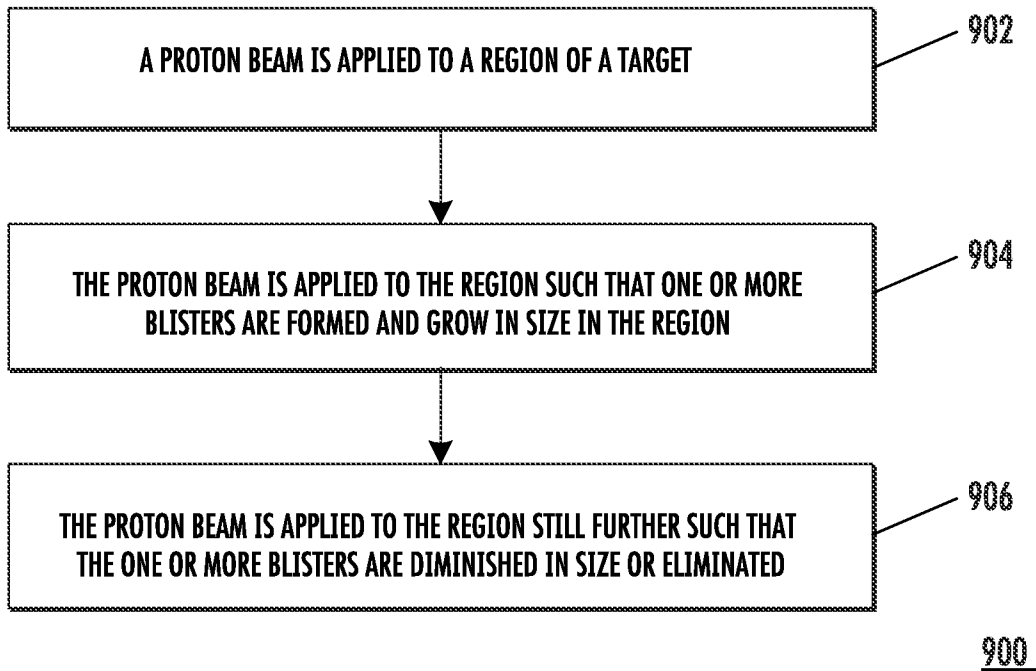 902
A PROTON BEAM IS APPLIED TO A REGION OF A TARGET
904
THE PROTON BEAM IS APPLIED TO THE REGION SUCH THAT ONE OR MORE
BLISTERS ARE FORMED AND GROW IN SIZE IN THE REGION
906
THE PROTON BEAM IS APPLIED TO THE REGION STILL FURTHER SUCH THAT
THE ONE OR MORE BLISTERS ARE DIMINISHED IN SIZE OR ELIMINATED
900